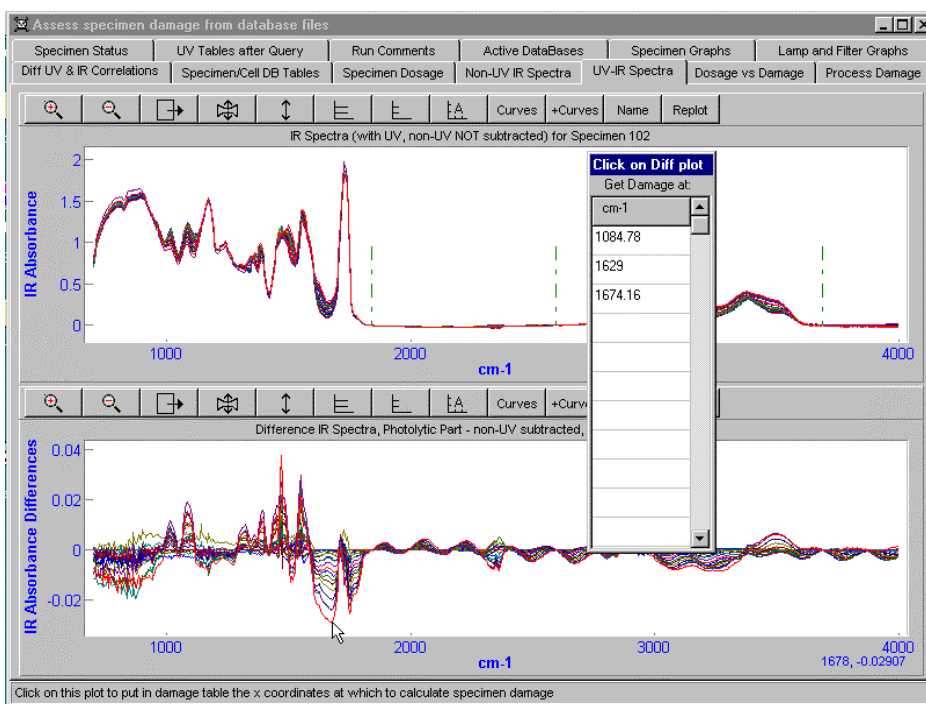 Assess specimen damage from database files
Specimen Status UV Tables after Query Run Comments Active DataBases Specimen Graphs Lamp and Filter Graphs
Diff UV & IR Correlations Specimen/Cell DB Tables Specimen Dosage Non-UV IR Spectra UV-IR Spectra Dosage vs Damage Process Damage
Curves +Curves Name Replot
IR Spectra (with UV, non-UV NOT subtracted) for Specimen 102
IR Absorbance
2
1.5
1
0.5
0
1000 2000 4000
cm-1
Click on Diff plot
Get Damage at:
cm-1
1084.78
1629
1674.16
Curves +Curv
Difference IR Spectra, Photolytic Part - non-UV subtracted,
IR Absorbance Differences
0.04
0.02
0
-0.02
1000 2000 3000 4000
cm-1
1678, -0.02907
Click on this plot to put in damage table the x coordinates at which to calculate specimen damage